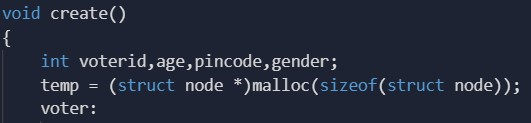 void create()
{
int voterid,age,pincode,gender;
temp = (struct node *)malloc(sizeof(struct node));
voter: